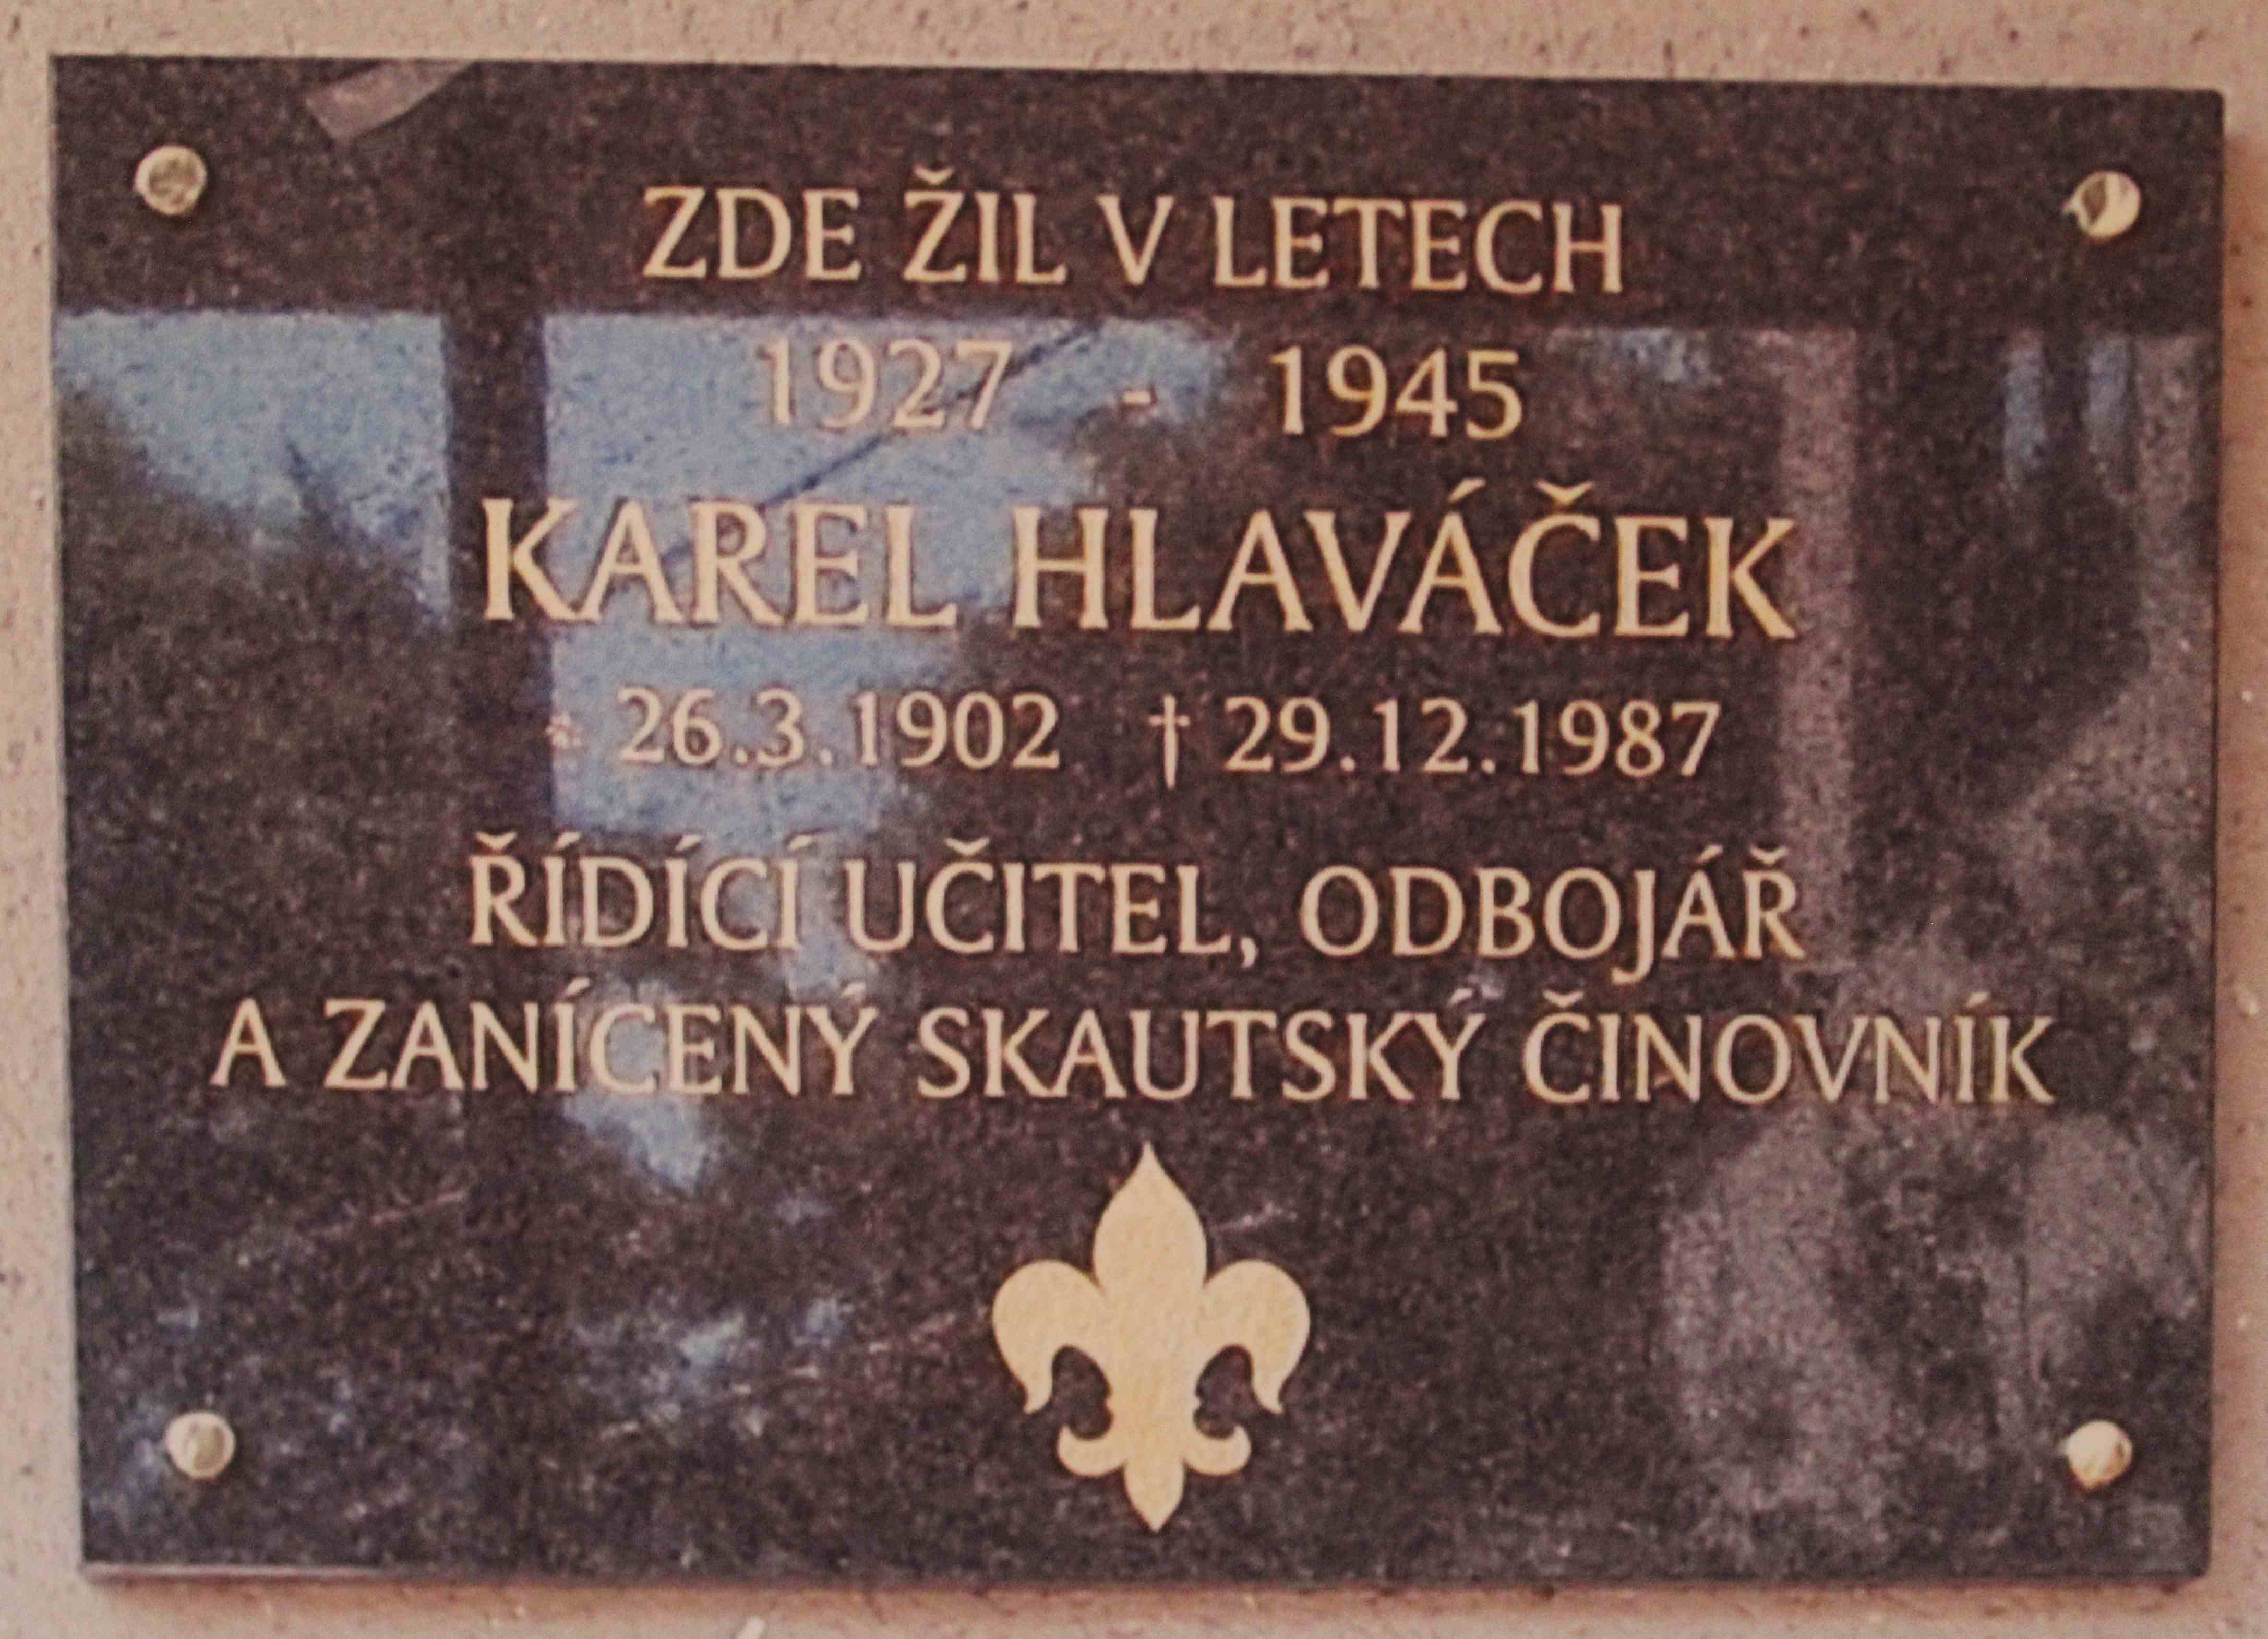 ZDE ŽIL V LETECH
1927 - 1945
KAREL HLAVÁČEK
* 26.3.1902 † 29.12.1987
ŘÍDÍCÍ UČITEL, ODBOJÁŘ
A ZANÍCENÝ SKAUTSKÝ ČINOVNÍK